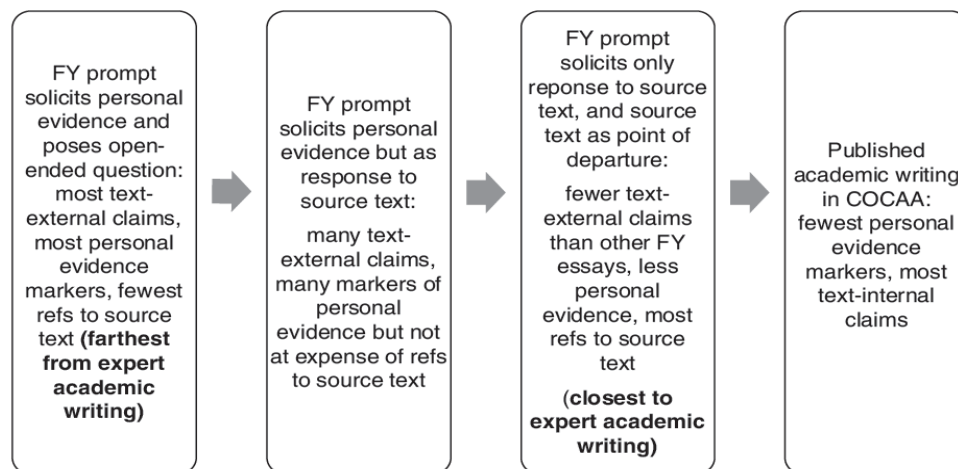 FY prompt
solicits personal
evidence and
poses open-
ended question:
most text-
external claims,
most personal
evidence
markers, fewest
refs to source
text (farthest
from expert
academic
writing)
FY prompt
solicits personal
evidence but as
response to
source text:
many text-
external claims,
many markers of
personal
evidence but not
at expense of refs
to source text
FY prompt
solicits only
reponse to source
text, and source
text as point of
departure:
fewer text-
external claims
than other FY
essays, less
personal
evidence, most
refs to source
text
(closest to
expert academic
writing)
Published
academic writing
in COCAA:
fewest personal
evidence
markers, most
text-internal
claims